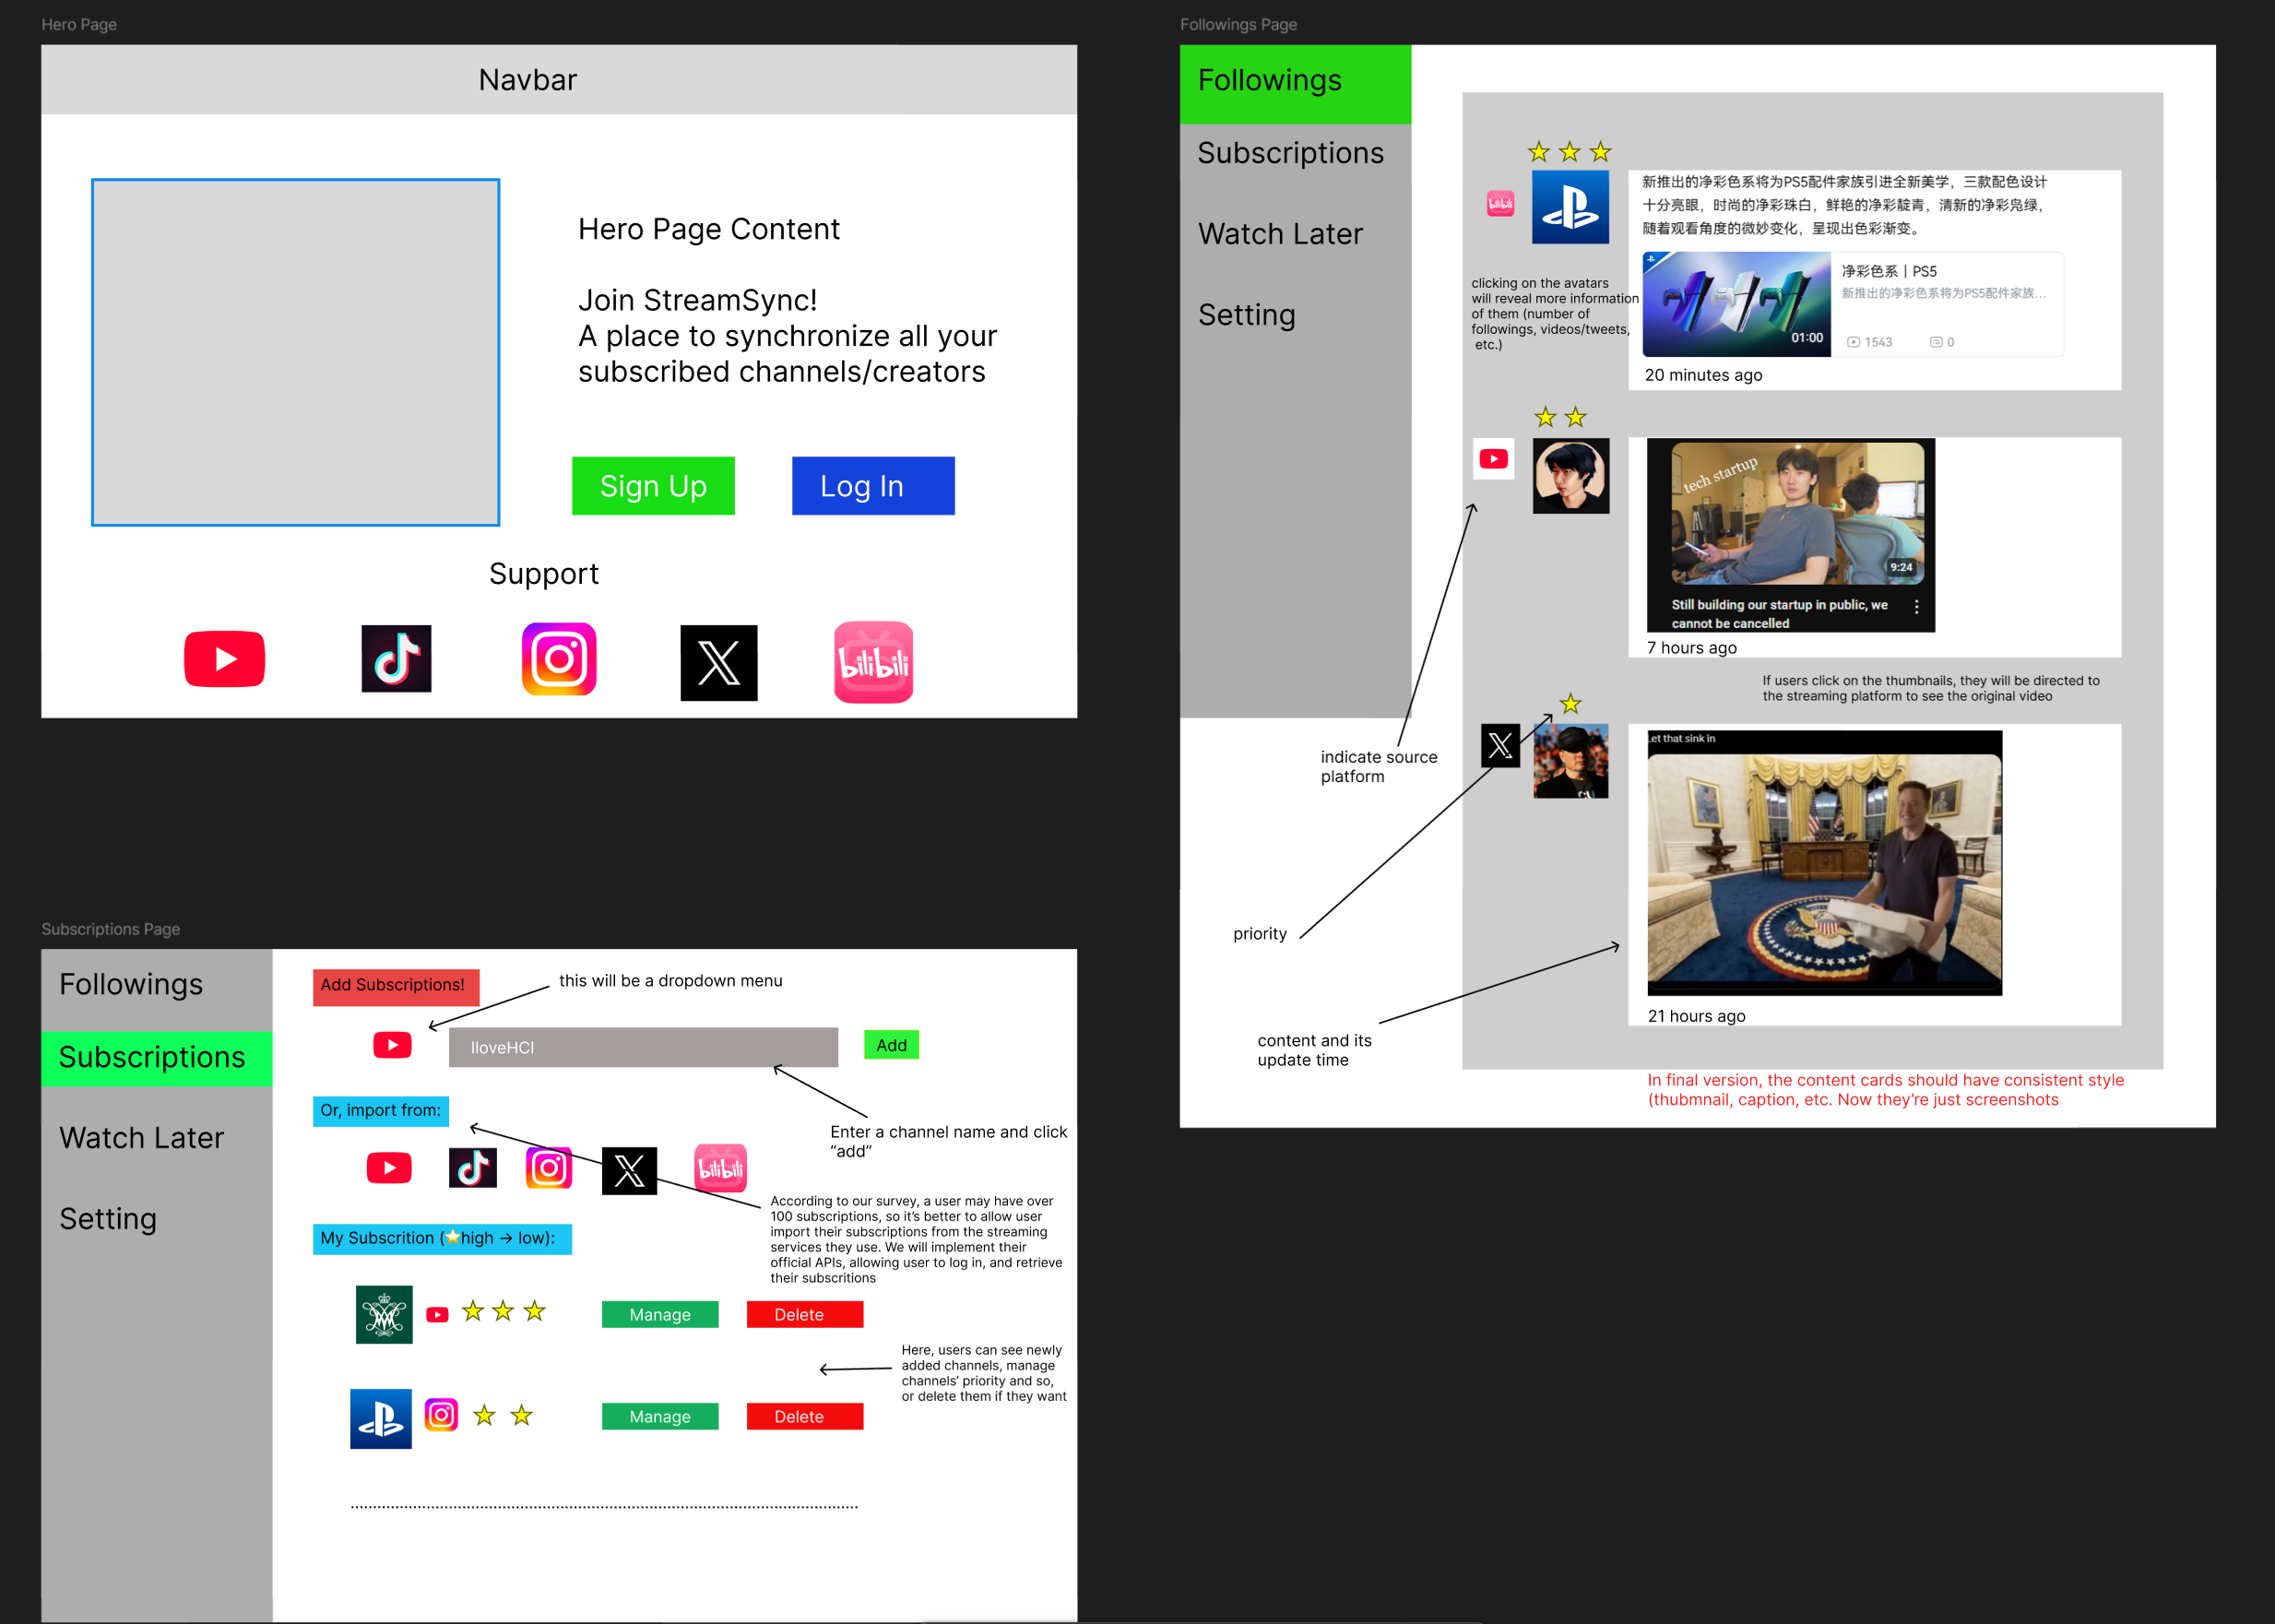 Hero Page
Navbar
Hero Page Content
Join StreamSync!
A place to synchronize all your
subscribed channels/creators
Sign Up
Log In
Support
bilibili
Followings Page
Followings
Subscriptions
Watch Later
Setting
bilibili
新推出的净彩色系将为PS5配件家族引进全新美学，三款配色设计
十分亮眼，时尚的净彩珠白，鲜艳的净彩靛青，清新的净彩凫绿，
随着观看角度的微妙变化，呈现出色彩渐变。
净彩色系｜PS5
新推出的净彩色系将为PS5配件家族...
01:00
1543
0
20 minutes ago
clicking on the avatars
will reveal more information
of them (number of
followings, videos/tweets,
etc.)
tech startup
9:24
Still building our startup in public, we
cannot be cancelled
7 hours ago
If users click on the thumbnails, they will be directed to
the streaming platform to see the original video
indicate source
platform
Let that sink in
priority
content and its
update time
21 hours ago
In final version, the content cards should have consistent style
(thubmnail, caption, etc. Now they're just screenshots
Subscriptions Page
Followings
Subscriptions
Watch Later
Setting
Add Subscriptions!
this will be a dropdown menu
IloveHCI
Add
Or, import from:
Enter a channel name and click
“add”
bilibili
According to our survey, a user may have over
100 subscriptions, so it's better to allow user
import their subscriptions from the streaming
services they use. We will implement their
official APIs, allowing user to log in, and retrieve
their subscritions
My Subscrition (⭐high → low):
Manage
Delete
Here, users can see newly
added channels, manage
channels' priority and so,
or delete them if they want
Manage
Delete